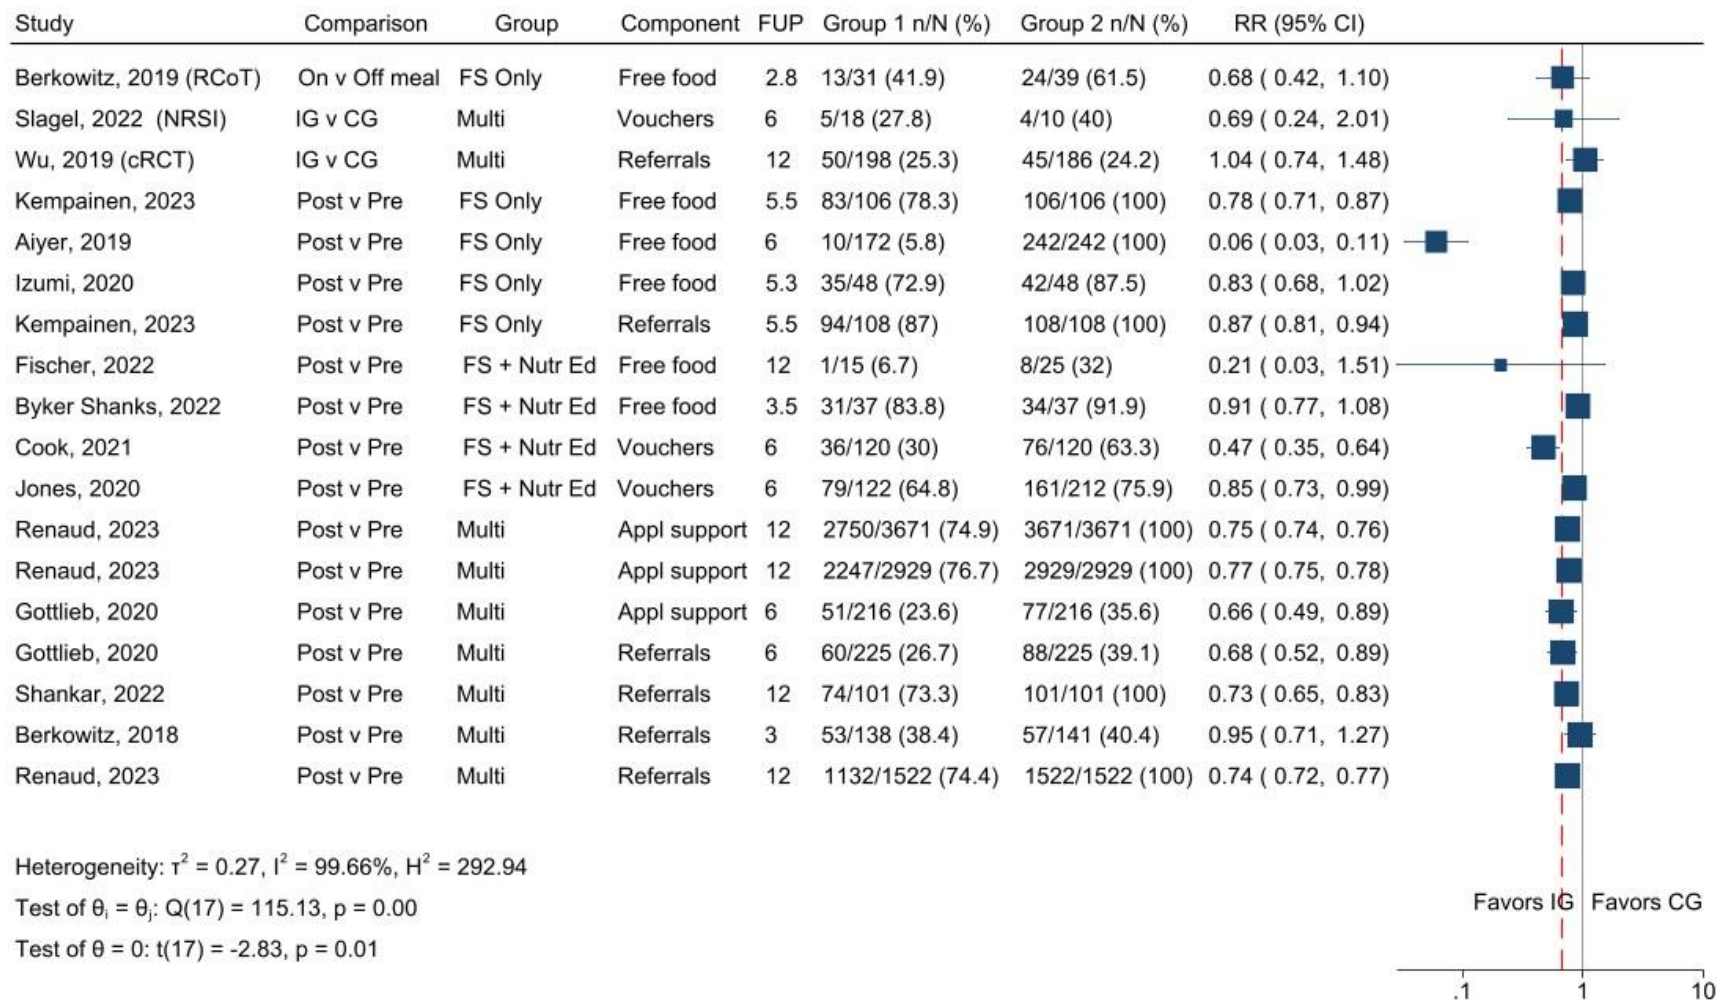 Study Comparison Group Component FUP Group 1 n/N (%) Group 2 n/N (%) RR (95% CI)
Berkowitz, 2019 (RCoT) On v Off meal FS Only Free food 2.8 13/31 (41.9) 24/39 (61.5) 0.68 ( 0.42, 1.10)
Slagel, 2022 (NRSI) IG v CG Multi Vouchers 6 5/18 (27.8) 4/10 (40) 0.69 ( 0.24, 2.01)
Wu, 2019 (cRCT) IG v CG Multi Referrals 12 50/198 (25.3) 45/186 (24.2) 1.04 ( 0.74, 1.48)
Kempainen, 2023 Post v Pre FS Only Free food 5.5 83/106 (78.3) 106/106 (100) 0.78 ( 0.71, 0.87)
Aiyer, 2019 Post v Pre FS Only Free food 6 10/172 (5.8) 242/242 (100) 0.06 ( 0.03, 0.11)
Izumi, 2020 Post v Pre FS Only Free food 5.3 35/48 (72.9) 42/48 (87.5) 0.83 ( 0.68, 1.02)
Kempainen, 2023 Post v Pre FS Only Referrals 5.5 94/108 (87) 108/108 (100) 0.87 ( 0.81, 0.94)
Fischer, 2022 Post v Pre FS + Nutr Ed Free food 12 1/15 (6.7) 8/25 (32) 0.21 ( 0.03, 1.51)
Byker Shanks, 2022 Post v Pre FS + Nutr Ed Free food 3.5 31/37 (83.8) 34/37 (91.9) 0.91 ( 0.77, 1.08)
Cook, 2021 Post v Pre FS + Nutr Ed Vouchers 6 36/120 (30) 76/120 (63.3) 0.47 ( 0.35, 0.64)
Jones, 2020 Post v Pre FS + Nutr Ed Vouchers 6 79/122 (64.8) 161/212 (75.9) 0.85 ( 0.73, 0.99)
Renaud, 2023 Post v Pre Multi Appl support 12 2750/3671 (74.9) 3671/3671 (100) 0.75 ( 0.74, 0.76)
Renaud, 2023 Post v Pre Multi Appl support 12 2247/2929 (76.7) 2929/2929 (100) 0.77 ( 0.75, 0.78)
Gottlieb, 2020 Post v Pre Multi Appl support 6 51/216 (23.6) 77/216 (35.6) 0.66 ( 0.49, 0.89)
Gottlieb, 2020 Post v Pre Multi Referrals 6 60/225 (26.7) 88/225 (39.1) 0.68 ( 0.52, 0.89)
Shankar, 2022 Post v Pre Multi Referrals 12 74/101 (73.3) 101/101 (100) 0.73 ( 0.65, 0.83)
Berkowitz, 2018 Post v Pre Multi Referrals 3 53/138 (38.4) 57/141 (40.4) 0.95 ( 0.71, 1.27)
Renaud, 2023 Post v Pre Multi Referrals 12 1132/1522 (74.4) 1522/1522 (100) 0.74 ( 0.72, 0.77)
Heterogeneity: τ² = 0.27, I² = 99.66%, H² = 292.94
Favors IG Favors CG
Test of θᵢ = θⱼ: Q(17) = 115.13, p = 0.00
Test of θ = 0: t(17) = -2.83, p = 0.01
.1 1 10